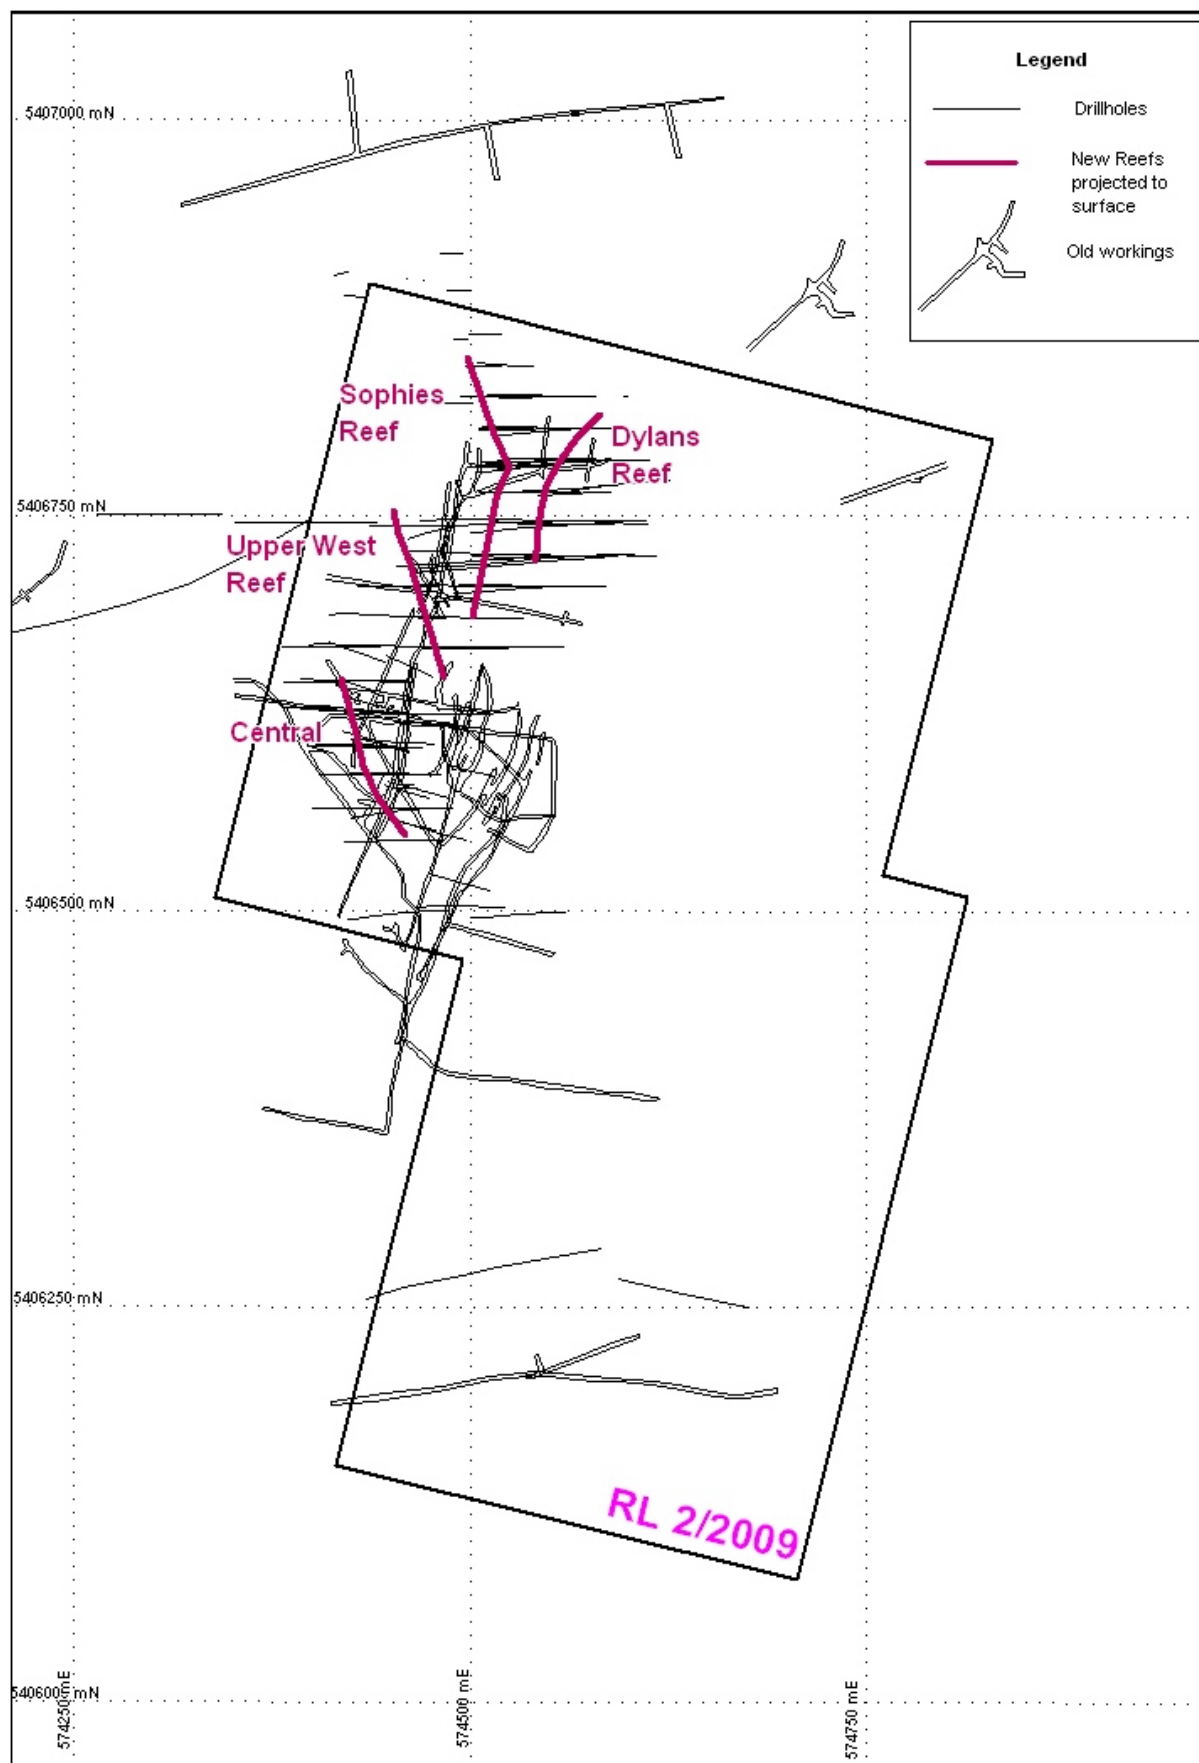 Legend
Drillholes
New Reefs
projected to
surface
Old workings
5407000 mN
Sophies
Reef
Dylans
Reef
5406750 mN
Upper West
Reef
Central
5406500 mN
5406250 mN
RL 2/2009
5406000 mN
574250 mE
574500 mE
574750 mE